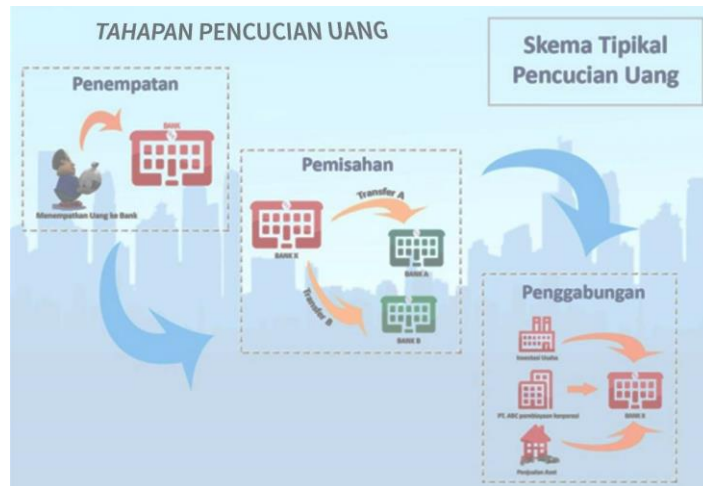 TAHAPAN PENCUCIAN UANG
Skema Tipikal
Pencucian Uang
Penempatan
BANK
Menempatkan Uang ke Bank
Pemisahan
Transfer A
BANK X
BANK A
Transfer B
BANK B
Penggabungan
Investasi Usaha
PT. ABC pembiayaan korporasi
Penjualan Aset